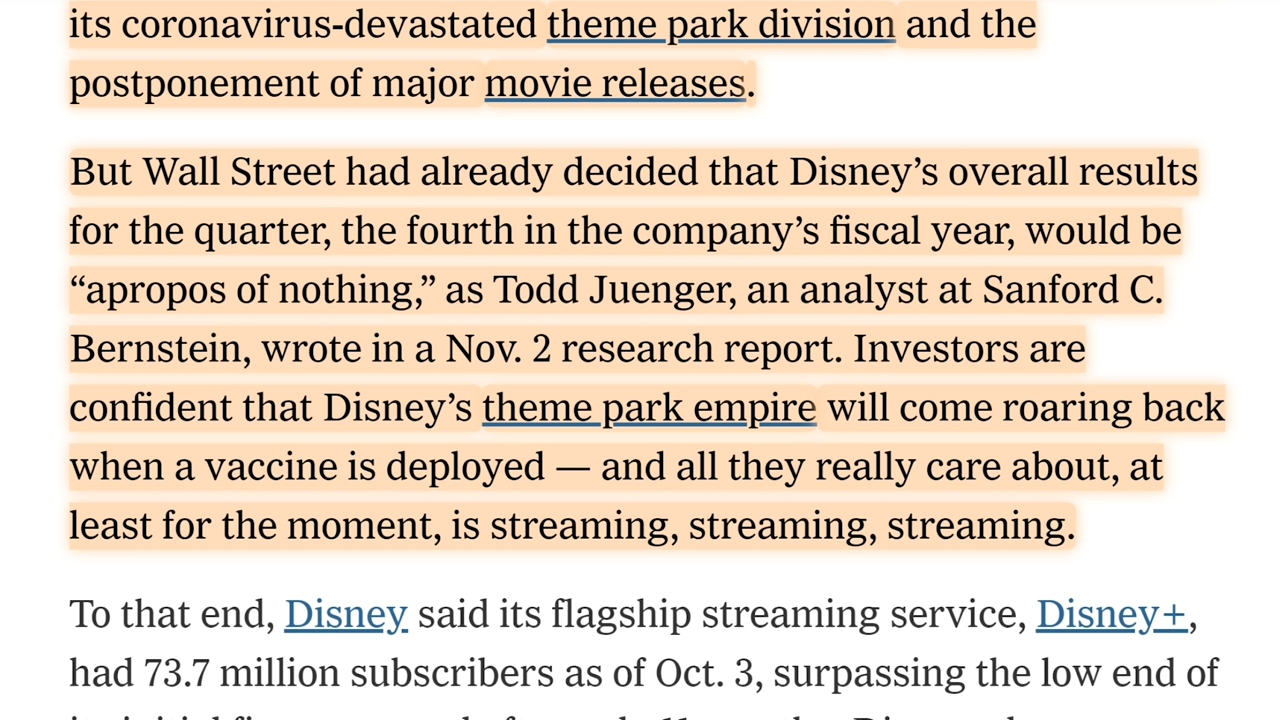 its coronavirus-devastated theme park division and the
postponement of major movie releases.
But Wall Street had already decided that Disney’s overall results
for the quarter, the fourth in the company’s fiscal year, would be
“apropos of nothing,” as Todd Juenger, an analyst at Sanford C.
Bernstein, wrote in a Nov. 2 research report. Investors are
confident that Disney’s theme park empire will come roaring back
when a vaccine is deployed — and all they really care about, at
least for the moment, is streaming, streaming, streaming.
To that end, Disney said its flagship streaming service, Disney+,
had 73.7 million subscribers as of Oct. 3, surpassing the low end of